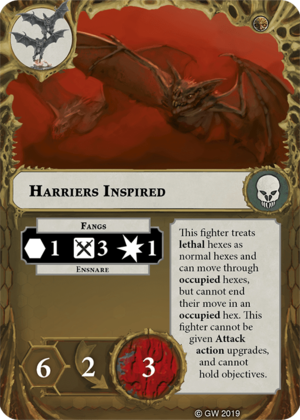 Harriers Inspired
Fangs
1 3 1
Ensnare
This fighter treats
lethal hexes as
normal hexes and
can move through
occupied hexes,
but cannot end
their move in an
occupied hex. This
fighter cannot be
given Attack
action upgrades,
and cannot
hold objectives.
6 2 3
© GW 2019